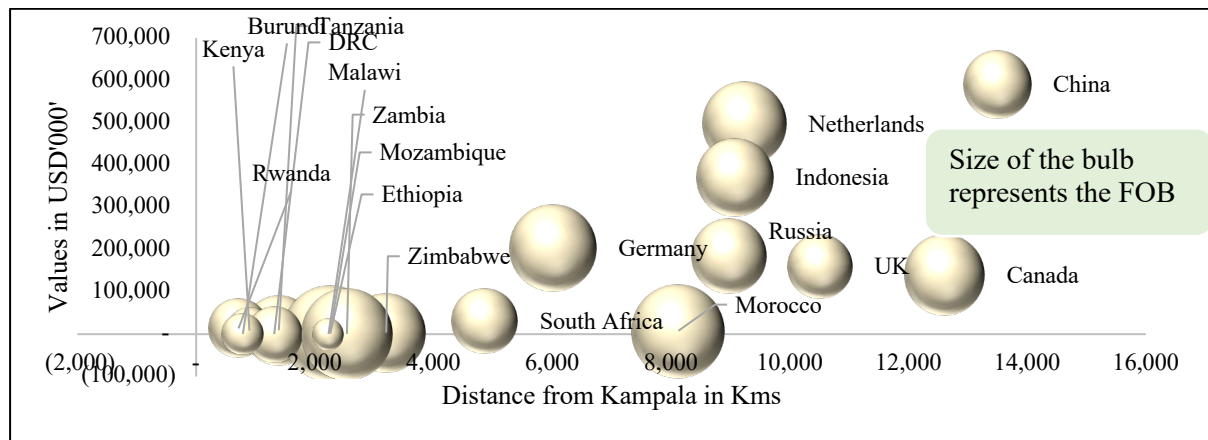 Values in USD'000'
700,000
600,000
500,000
400,000
300,000
200,000
100,000
-
(100,000)
Burundi
Tanzania
Kenya
DRC
Malawi
Zambia
Mozambique
Rwanda
Ethiopia
Zimbabwe
South Africa
Germany
Morocco
Netherlands
Indonesia
Russia
UK
China
Canada
Size of the bulb
represents the FOB
(2,000)
-
2,000
4,000
6,000
8,000
10,000
12,000
14,000
16,000
Distance from Kampala in Kms